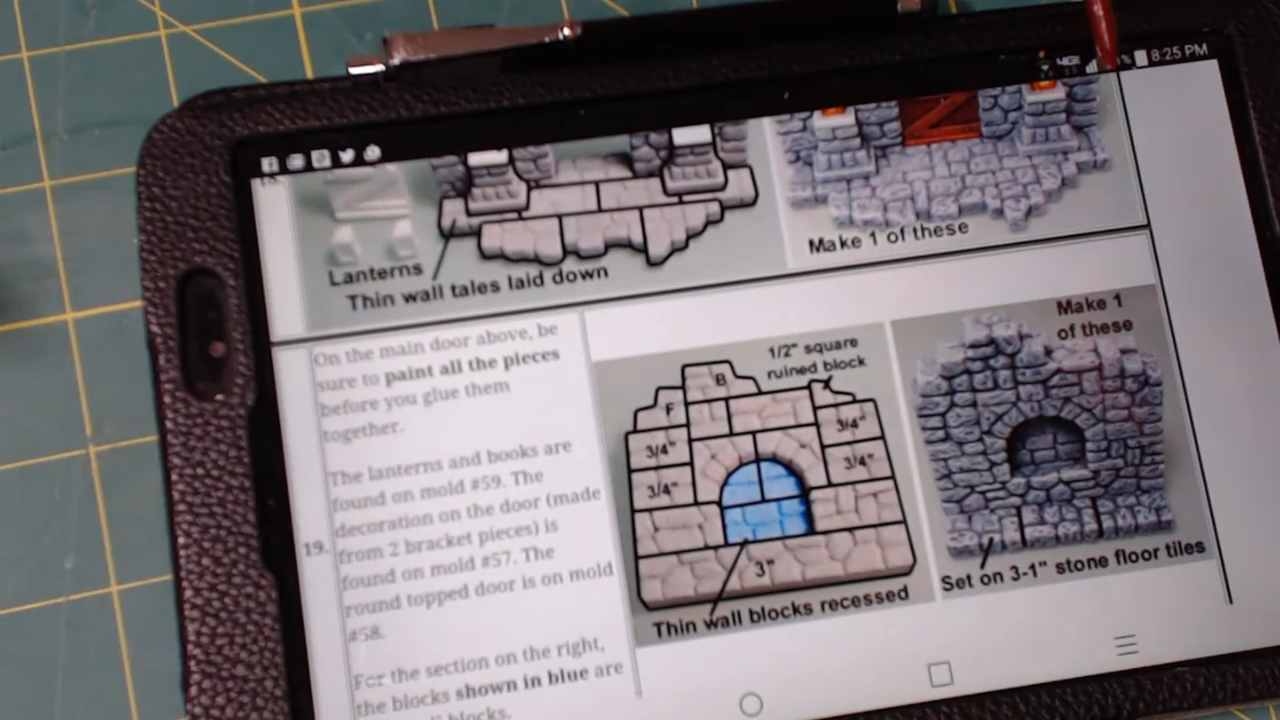 4GE
%
8:25 PM
Lanterns
Thin wall tales laid down
Make 1 of these
On the main door above, be
sure to paint all the pieces
before you glue them
together.
The lanterns and books are
found on mold #59. The
decoration on the door (made
19.
from 2 bracket pieces) is
found on mold #57. The
round topped door is on mold
#58.
For the section on the right,
the blocks shown in blue are
blocks.
1/2" square
ruined block
B
F
3/4"
3/4"
3/4"
3/4"
3"
Thin wall blocks recessed
Make 1
of these
Set on 3-1" stone floor tiles